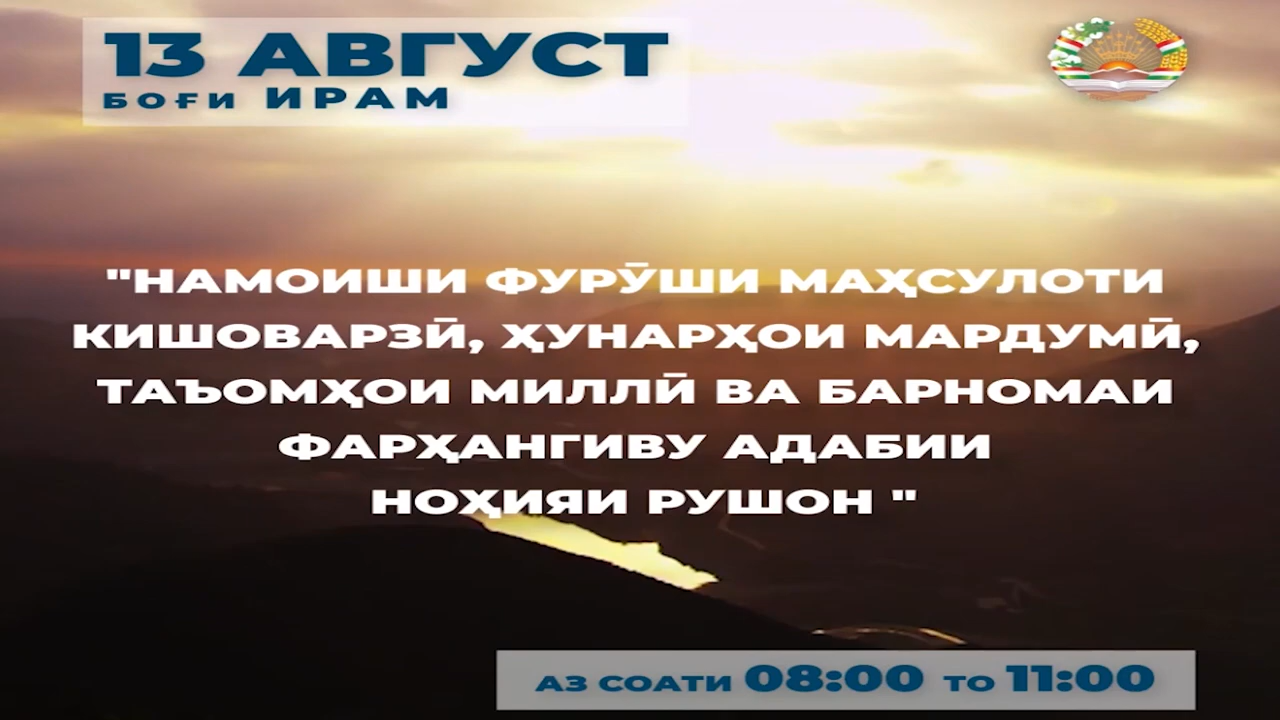 13 АВГУСТ
БОҒИ ИРАМ
"НАМОИШИ ФУРӮШИ МАҲСУЛОТИ
КИШОВАРЗӢ, ҲУНАРҲОИ МАРДУМӢ,
ТАЪОМҲОИ МИЛЛӢ ВА БАРНОМАИ
ФАРҲАНГИВУ АДАБИИ
НОҲИЯИ РУШОН "
АЗ СОАТИ 08:00 ТО 11:00